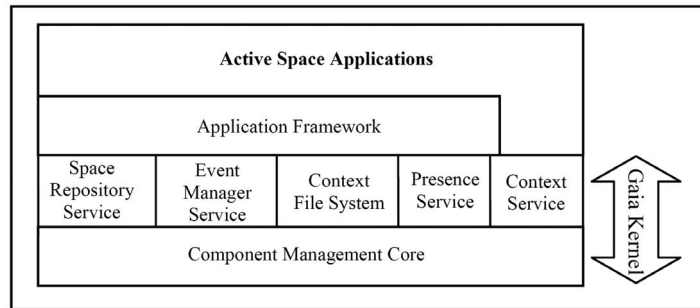 Active Space Applications
Application Framework
Space
Repository
Service
Event
Manager
Service
Context
File System
Presence
Service
Context
Service
Component Management Core
Gaia Kernel